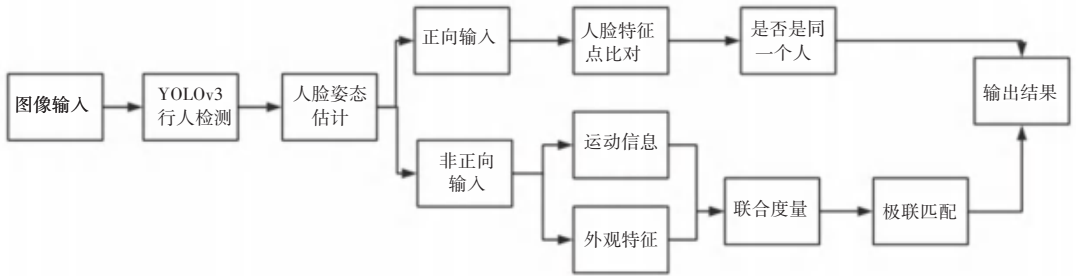 图像输入
YOLOv3
行人检测
人脸姿态
估计
正向输入
人脸特征
点比对
是否是同
一个人
输出结果
非正向
输入
运动信息
外观特征
联合度量
极联匹配